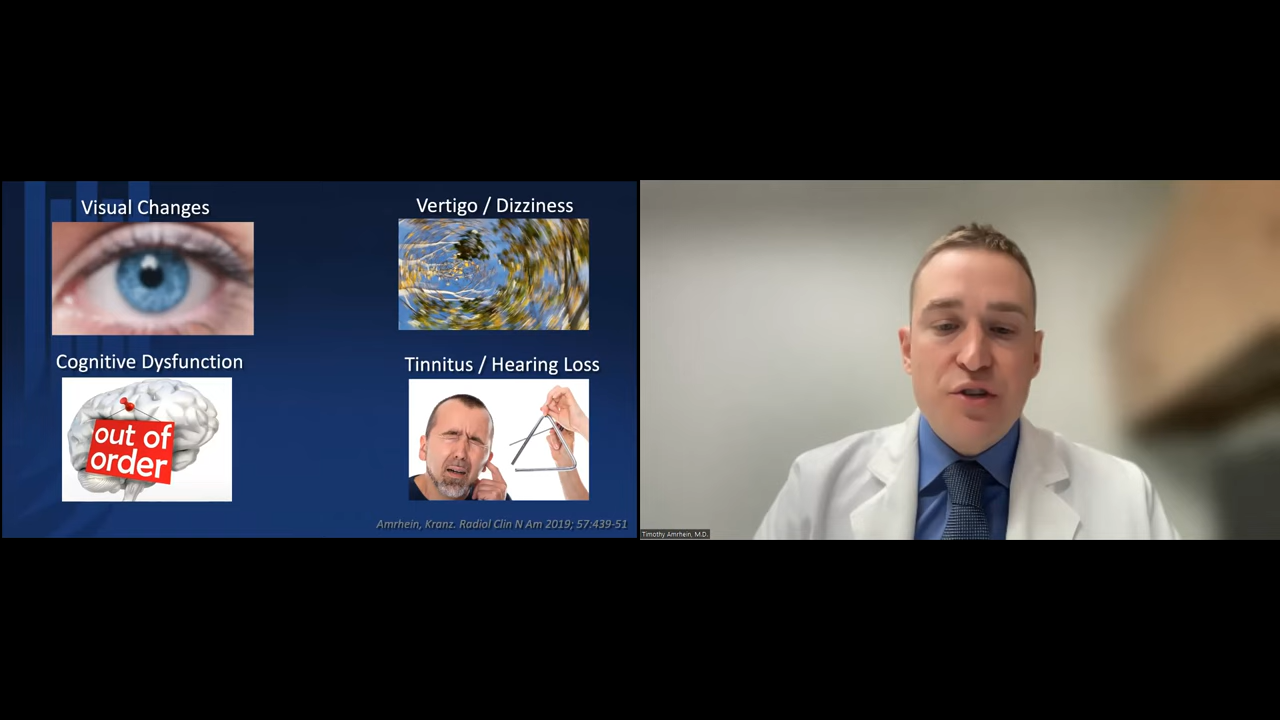 Visual Changes
Vertigo / Dizziness
Cognitive Dysfunction
out of
order
Tinnitus / Hearing Loss
Amrhein, Kranz. Radiol Clin N Am 2019; 57:439-51
Timothy Amrhein, M.D.